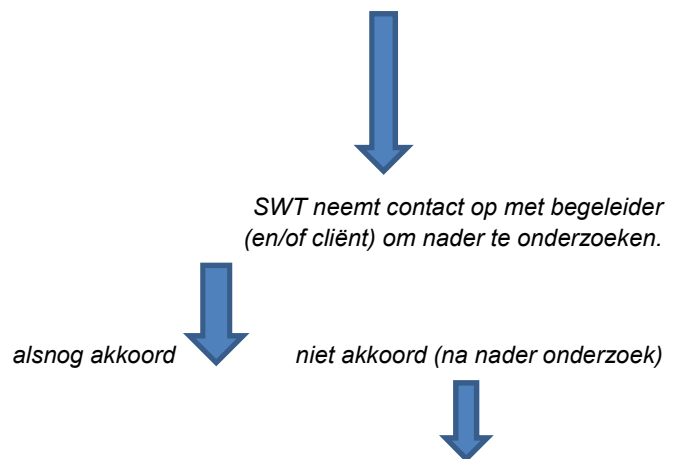 SWT neemt contact op met begeleider
(en/of cliënt) om nader te onderzoeken.
alsnog akkoord
niet akkoord (na nader onderzoek)